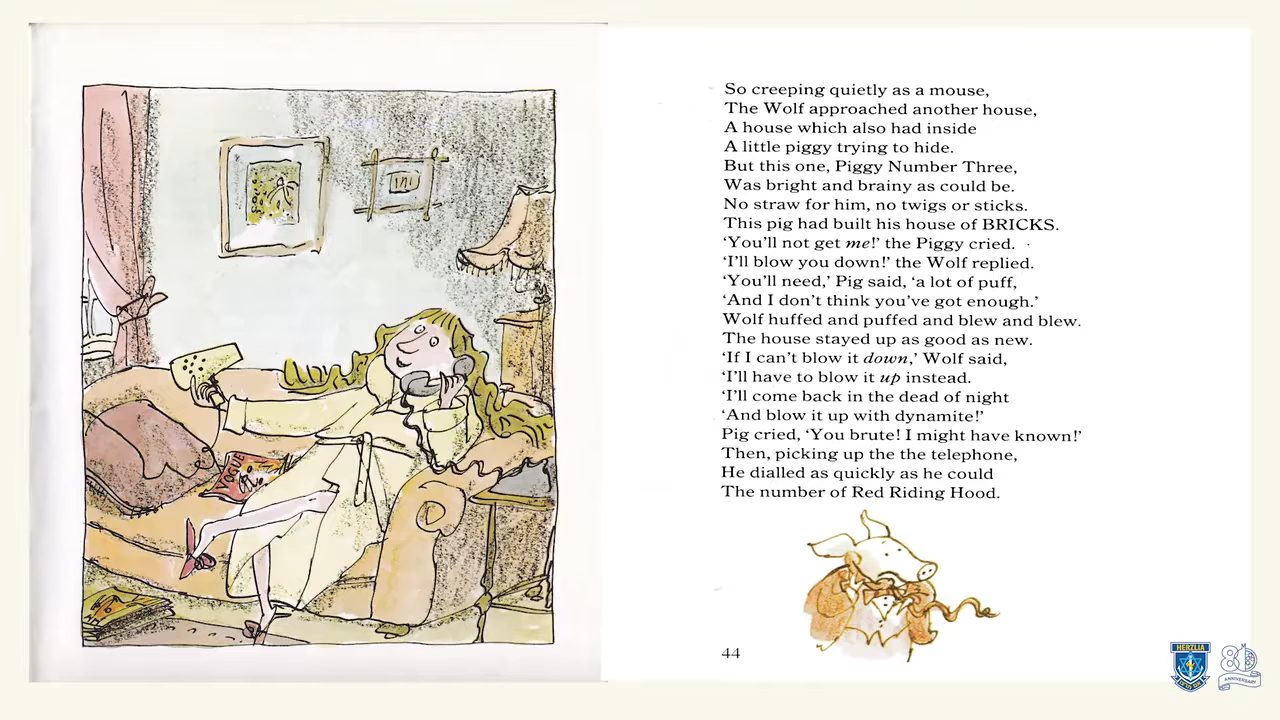 So creeping quietly as a mouse,
The Wolf approached another house,
A house which also had inside
A little piggy trying to hide.
But this one, Piggy Number Three,
Was bright and brainy as could be.
No straw for him, no twigs or sticks.
This pig had built his house of BRICKS.
‘You’ll not get me!’ the Piggy cried.
‘I’ll blow you down!’ the Wolf replied.
‘You’ll need,’ Pig said, ‘a lot of puff,
‘And I don’t think you’ve got enough.’
Wolf huffed and puffed and blew and blew.
The house stayed up as good as new.
‘If I can’t blow it down,’ Wolf said,
‘I’ll have to blow it up instead.
‘I’ll come back in the dead of night
‘And blow it up with dynamite!’
Pig cried, ‘You brute! I might have known!’
Then, picking up the the telephone,
He dialled as quickly as he could
The number of Red Riding Hood.
44
HERZLIA
80
ANNIVERSARY